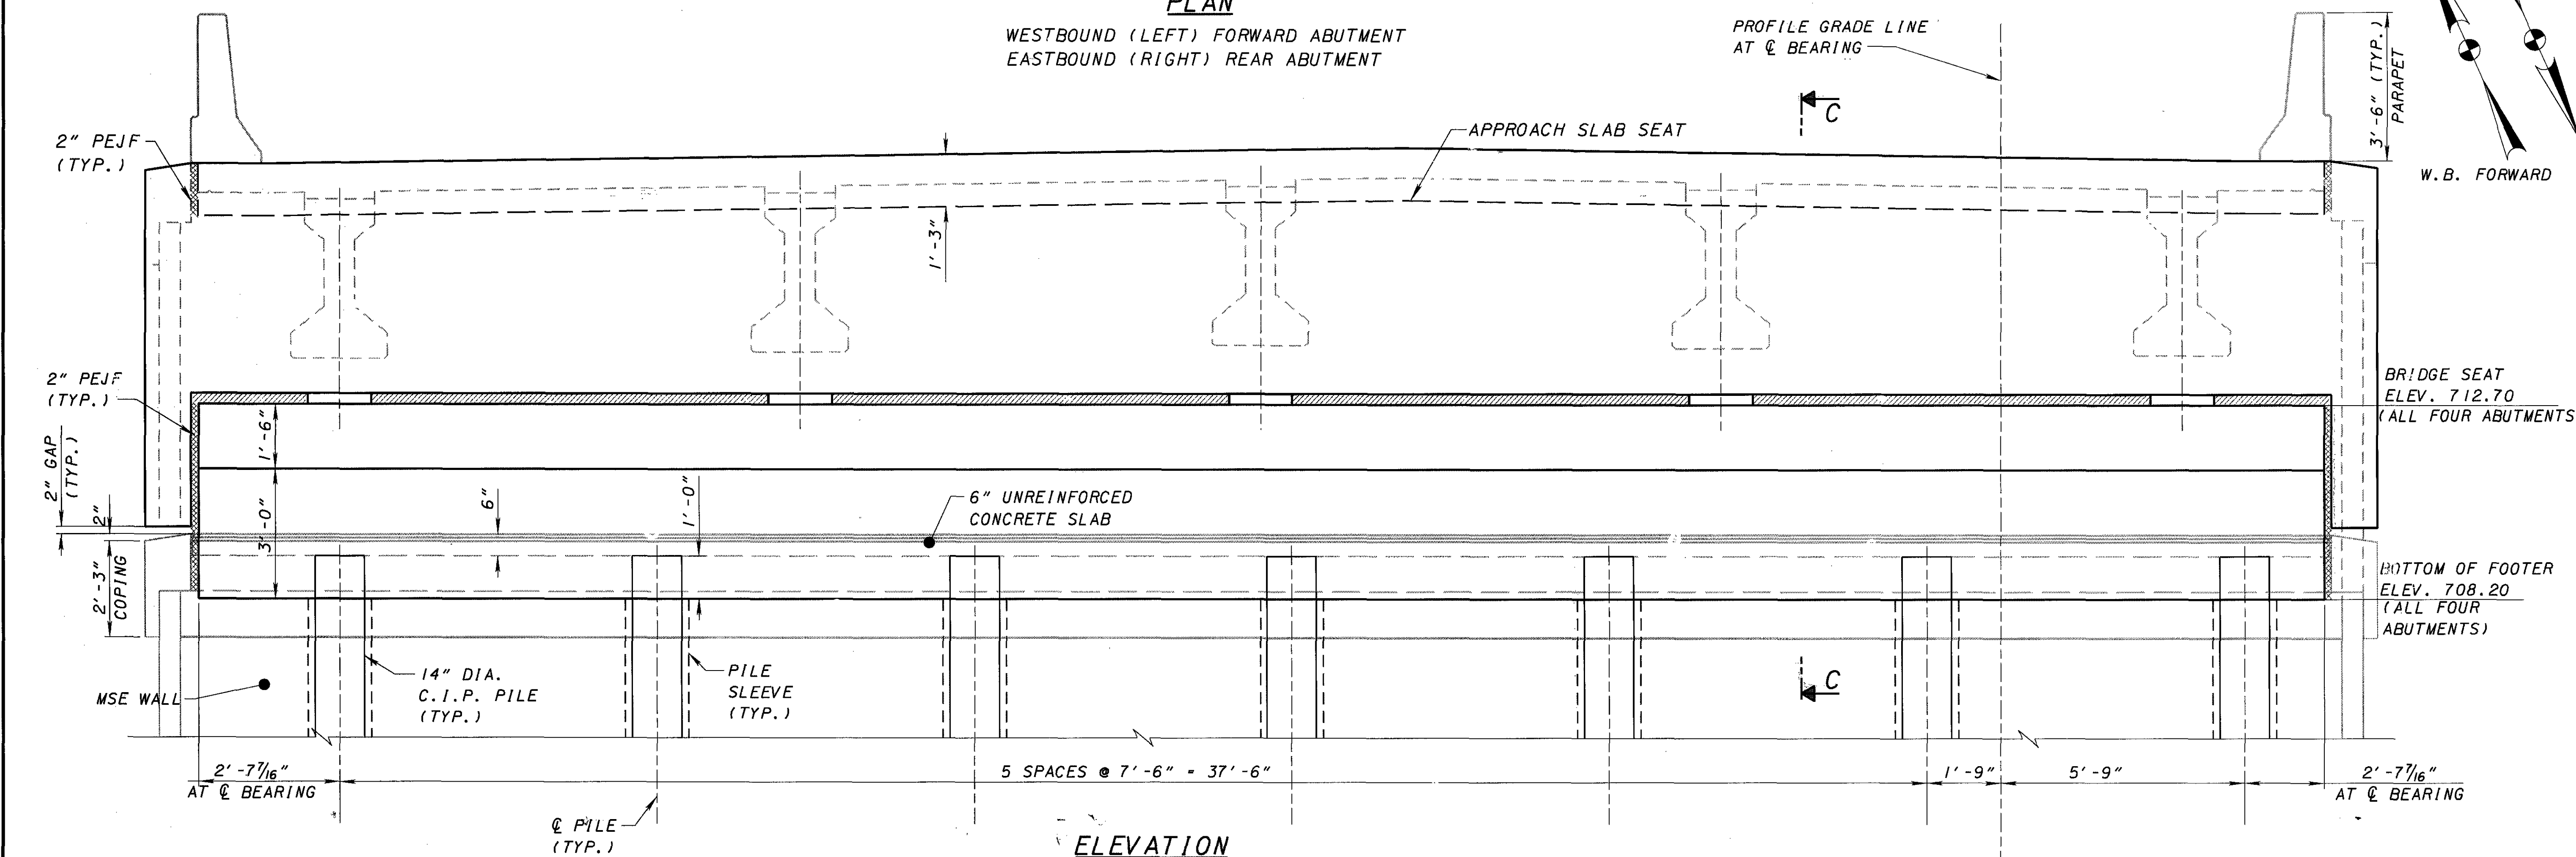 PLAN
WESTBOUND (LEFT) FORWARD ABUTMENT
EASTBOUND (RIGHT) REAR ABUTMENT
PROFILE GRADE LINE
AT ℄ BEARING
3'-6" (TYP.)
PARAPET
W.B. FORWARD
C
2" PEJF
(TYP.)
APPROACH SLAB SEAT
1'-3"
2" PEJF
(TYP.)
BRIDGE SEAT
ELEV. 712.70
(ALL FOUR ABUTMENTS
2" GAP
(TYP.)
2"
2'-3"
COPING
1'-6"
3'-0"
6"
1'-0"
6" UNREINFORCED
CONCRETE SLAB
BOTTOM OF FOOTER
ELEV. 708.20
(ALL FOUR
ABUTMENTS)
MSE WALL
14" DIA.
C.I.P. PILE
(TYP.)
PILE
SLEEVE
(TYP.)
C
2'-7 7/16"
AT ℄ BEARING
5 SPACES @ 7'-6" = 37'-6"
1'-9"
5'-9"
2'-7 7/16"
AT ℄ BEARING
℄ PILE
(TYP.)
ELEVATION